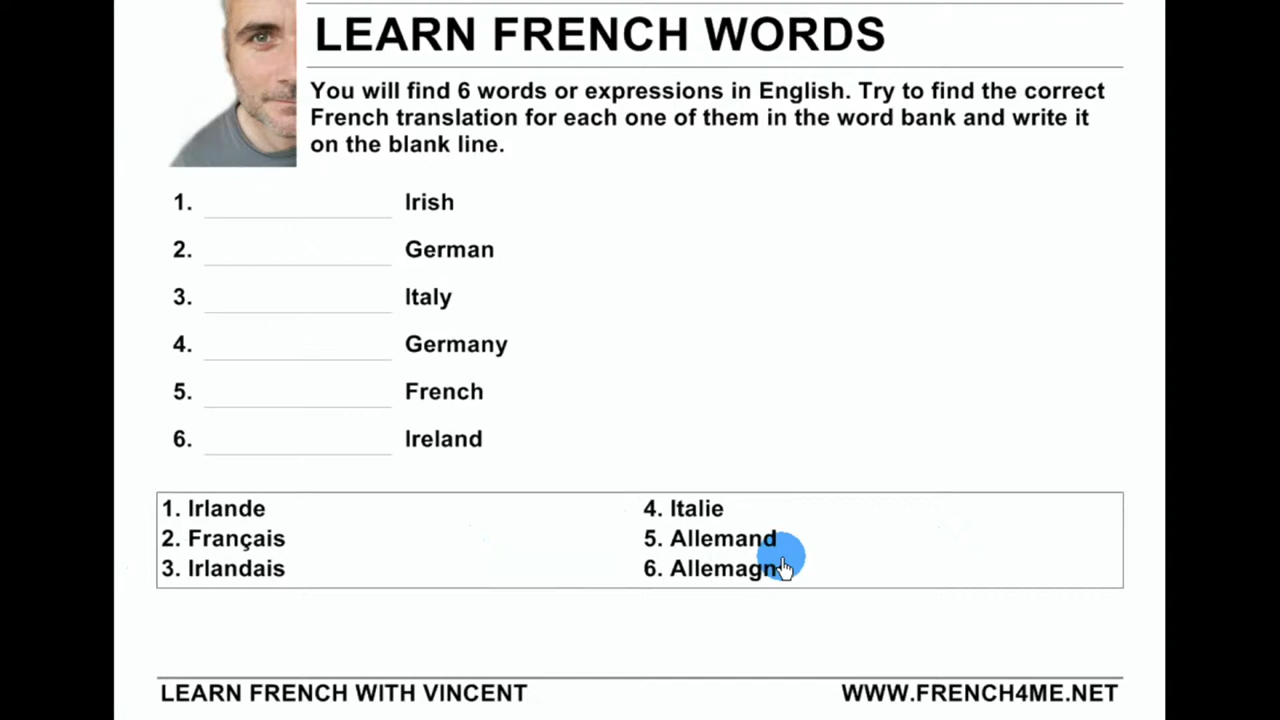 LEARN FRENCH WORDS
You will find 6 words or expressions in English. Try to find the correct
French translation for each one of them in the word bank and write it
on the blank line.
1. Irish
2. German
3. Italy
4. Germany
5. French
6. Ireland
1. Irlande
2. Français
3. Irlandais
4. Italie
5. Allemand
6. Allemagn
LEARN FRENCH WITH VINCENT
WWW.FRENCH4ME.NET